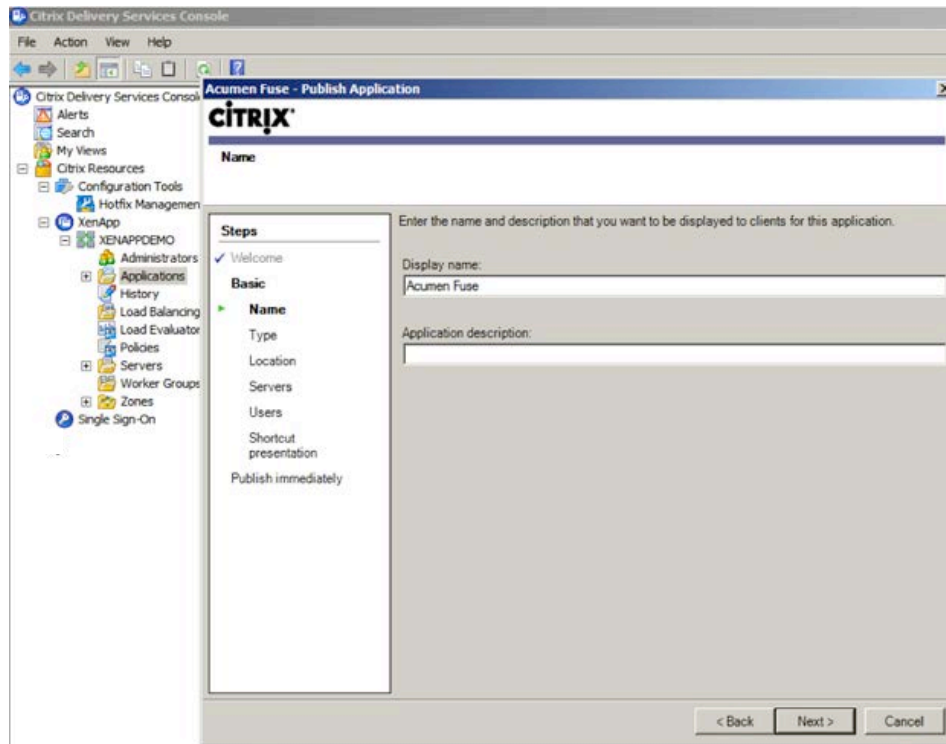 Citrix Delivery Services Console
File Action View Help
Citrix Delivery Services Consol
Alerts
Search
My Views
Citrix Resources
Configuration Tools
Hotfix Managemen
XenApp
XENAPPDEMO
Administrators
Applications
History
Load Balancing
Load Evaluator
Policies
Servers
Worker Groups
Zones
Single Sign-On
Acumen Fuse - Publish Application
CITRIX
Name
Steps
Welcome
Basic
Name
Type
Location
Servers
Users
Shortcut
presentation
Publish immediately
Enter the name and description that you want to be displayed to clients for this application.
Display name:
Acumen Fuse
Application description:
< Back Next > Cancel